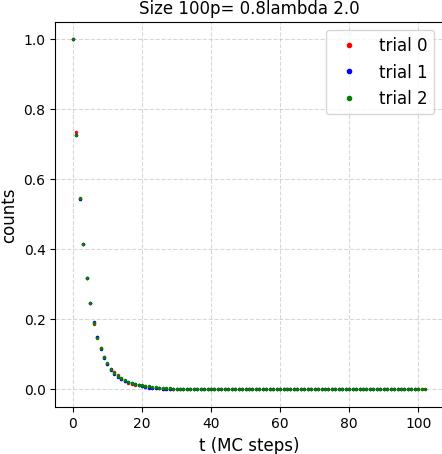 Size 100p= 0.8lambda 2.0
trial 0
trial 1
trial 2
counts
1.0
0.8
0.6
0.4
0.2
0.0
0 20 40 60 80 100
t (MC steps)